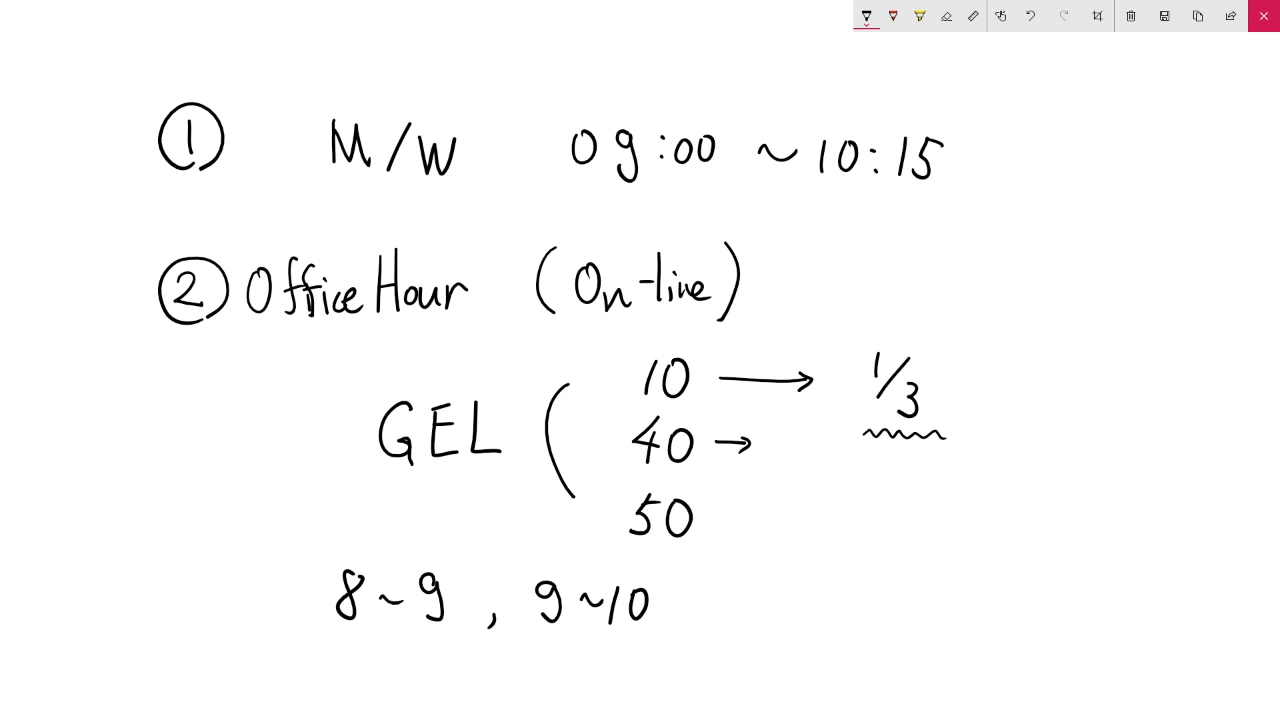 ① M/W 09:00 ~ 10:15
② Office Hour (On-line)
10 → 1/3
GEL ( 40 →
50
8~9, 9~10